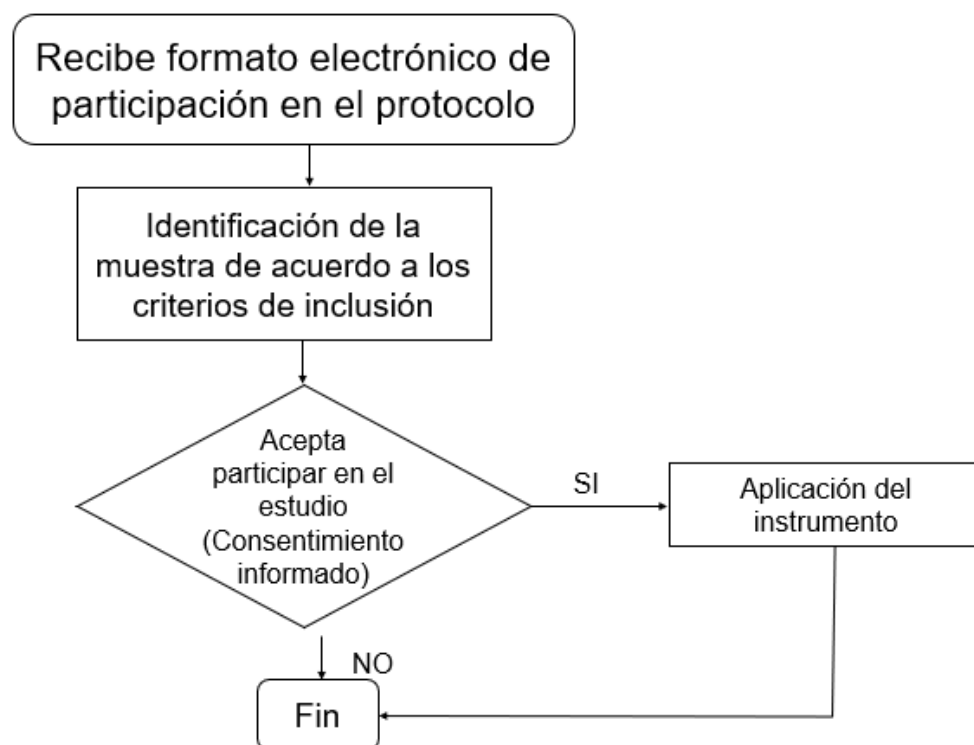 Recibe formato electrónico de
participación en el protocolo
Identificación de la
muestra de acuerdo a los
criterios de inclusión
Acepta
participar en el
estudio
(Consentimiento
informado)
SI
Aplicación del
instrumento
NO
Fin